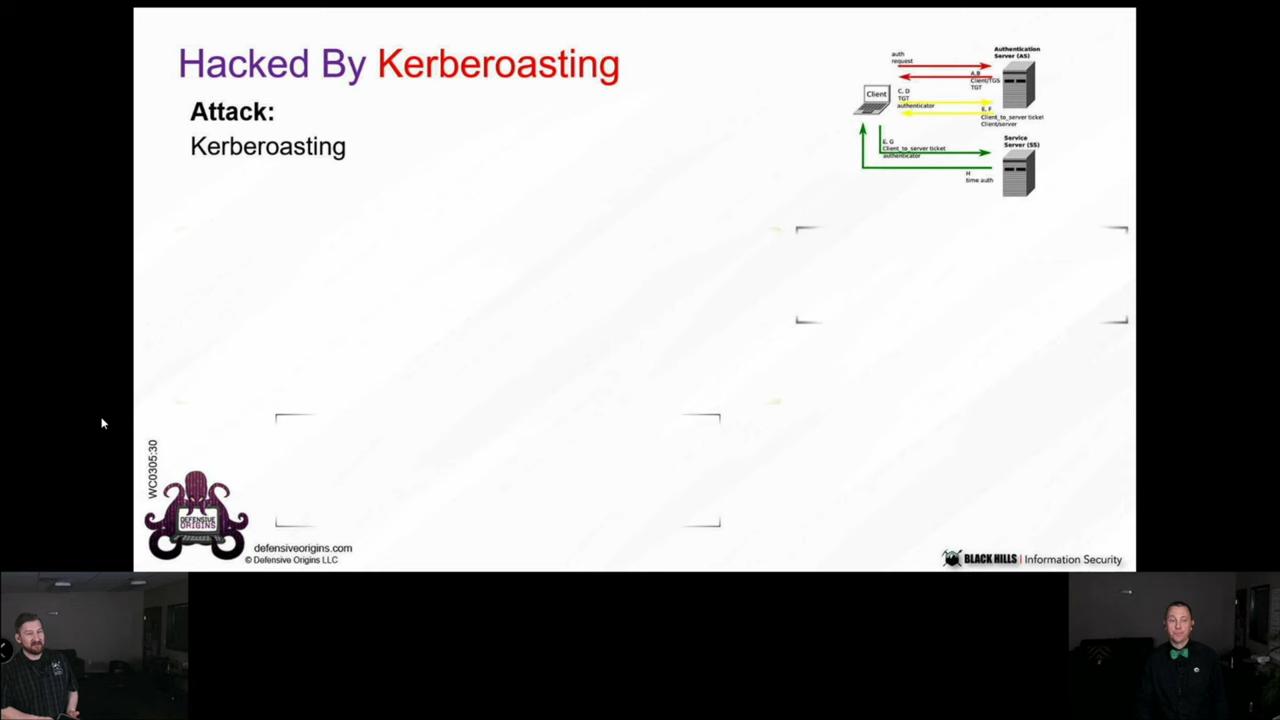 Hacked By Kerberoasting
Attack:
Kerberoasting
auth
request
Authentication
Server (AS)
A,B
Client/TGS
TGT
Client
C, D
TGT
authenticator
E, F
Client_to_server ticket
Client/server
Service
Server (SS)
E, G
Client_to_server ticket
authenticator
H
time auth
WC0305:30
DEFENSIVE
ORIGINS
defensiveorigins.com
© Defensive Origins LLC
BLACK HILLS | Information Security